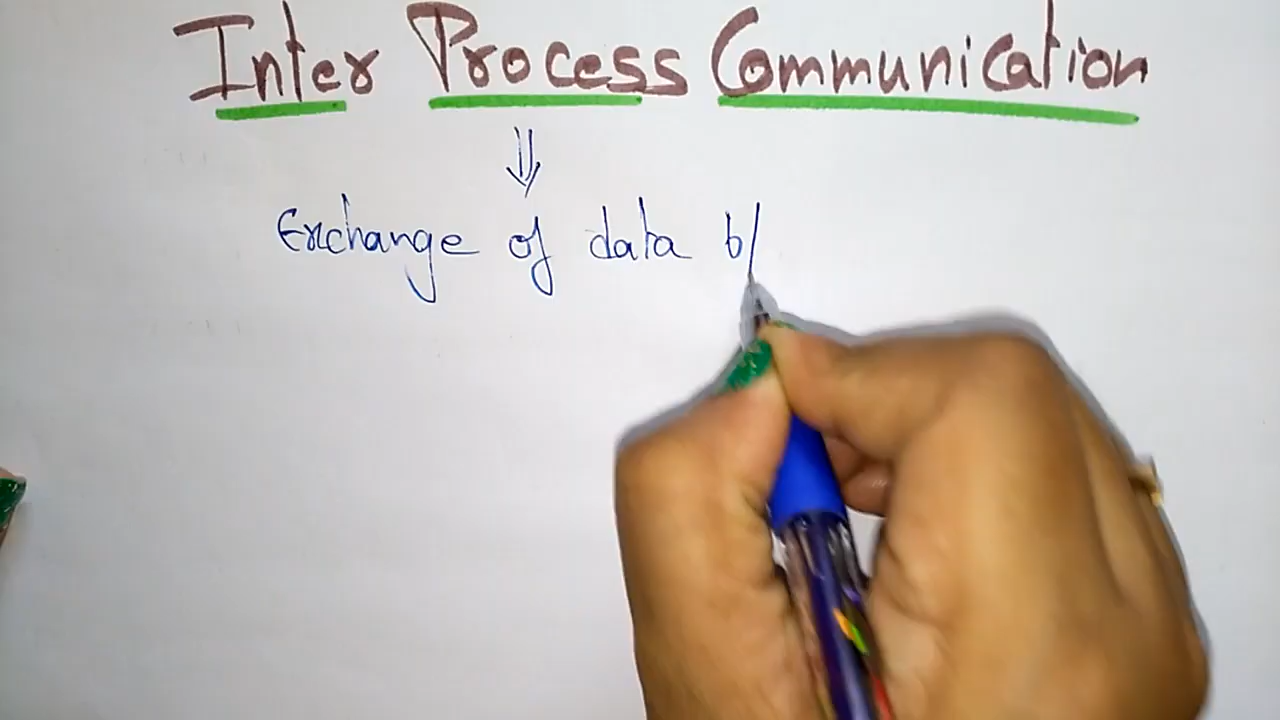 Inter Process Communication
⇓
Exchange of data b/